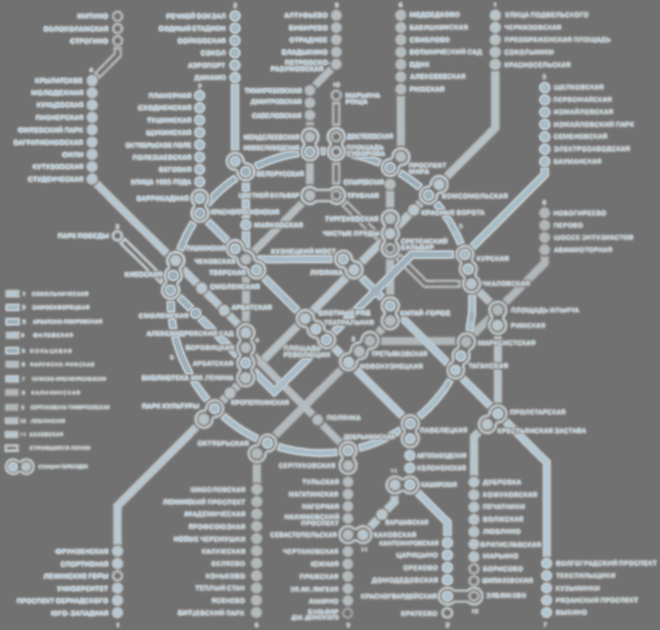 МИТИНО
ВОЛОКОЛАМСКАЯ
СТРОГИНО
РЕЧНОЙ ВОКЗАЛ
ВОДНЫЙ СТАДИОН
ВОЙКОВСКАЯ
СОКОЛ
АЭРОПОРТ
ДИНАМО
АЛТУФЬЕВО
БИБИРЕВО
ОТРАДНОЕ
ВЛАДЫКИНО
ПЕТРОВСКО
РАЗУМОВСКАЯ
МЕДВЕДКОВО
БАБУШКИНСКАЯ
СВИБЛОВО
БОТАНИЧЕСКИЙ САД
ВДНХ
АЛЕКСЕЕВСКАЯ
РИЖСКАЯ
УЛИЦА ПОДБЕЛЬСКОГО
ЧЕРКИЗОВСКАЯ
ПРЕОБРАЖЕНСКАЯ ПЛОЩАДЬ
СОКОЛЬНИКИ
КРАСНОСЕЛЬСКАЯ
КРЫЛАТСКОЕ
МОЛОДЕЖНАЯ
КУНЦЕВСКАЯ
ПИОНЕРСКАЯ
ФИЛЕВСКИЙ ПАРК
БАГРАТИОНОВСКАЯ
ФИЛИ
КУТУЗОВСКАЯ
СТУДЕНЧЕСКАЯ
ПЛАНЕРНАЯ
СХОДНЕНСКАЯ
ТУШИНСКАЯ
ЩУКИНСКАЯ
ОКТЯБРЬСКОЕ ПОЛЕ
ПОЛЕЖАЕВСКАЯ
БЕГОВАЯ
УЛИЦА 1905 ГОДА
БАРРИКАДНАЯ
ТИМИРЯЗЕВСКАЯ
ДМИТРОВСКАЯ
САВЕЛОВСКАЯ
МЕНДЕЛЕЕВСКАЯ
НОВОСЛОБОДСКАЯ
МАРЬИНА
РОЩА
ДОСТОЕВСКАЯ
ПЛОЩАДЬ
СУВОРОВА
ЩЕЛКОВСКАЯ
ПЕРВОМАЙСКАЯ
ИЗМАЙЛОВСКАЯ
ИЗМАЙЛОВСКИЙ ПАРК
СЕМЕНОВСКАЯ
ЭЛЕКТРОЗАВОДСКАЯ
БАУМАНСКАЯ
БЕЛОРУССКАЯ
ПРОСПЕКТ
МИРА
КОМСОМОЛЬСКАЯ
ЦВЕТНОЙ БУЛЬВАР
ТРУБНАЯ
СУХАРЕВСКАЯ
КРАСНОПРЕСНЕНСКАЯ
МАЯКОВСКАЯ
ТУРГЕНЕВСКАЯ
КРАСНЫЕ ВОРОТА
ЧИСТЫЕ ПРУДЫ
СРЕТЕНСКИЙ
БУЛЬВАР
НОВОГИРЕЕВО
ПЕРОВО
ШОССЕ ЭНТУЗИАСТОВ
АВИАМОТОРНАЯ
ПАРК ПОБЕДЫ
ПУШКИНСКАЯ
ЧЕХОВСКАЯ
ТВЕРСКАЯ
КУЗНЕЦКИЙ МОСТ
ЛУБЯНКА
КУРСКАЯ
ЧКАЛОВСКАЯ
КИЕВСКАЯ
СМОЛЕНСКАЯ
АРБАТСКАЯ
СМОЛЕНСКАЯ
АЛЕКСАНДРОВСКИЙ САД
БОРОВИЦКАЯ
АРБАТСКАЯ
БИБЛИОТЕКА ИМ.ЛЕНИНА
ОХОТНЫЙ РЯД
ТЕАТРАЛЬНАЯ
ПЛОЩАДЬ
РЕВОЛЮЦИИ
КИТАЙ-ГОРОД
ПЛОЩАДЬ ИЛЬИЧА
РИМСКАЯ
МАРКСИСТСКАЯ
ТАГАНСКАЯ
ТРЕТЬЯКОВСКАЯ
НОВОКУЗНЕЦКАЯ
ПАРК КУЛЬТУРЫ
КРОПОТКИНСКАЯ
ПОЛЯНКА
ОКТЯБРЬСКАЯ
ДОБРЫНИНСКАЯ
СЕРПУХОВСКАЯ
ПАВЕЛЕЦКАЯ
ПРОЛЕТАРСКАЯ
КРЕСТЬЯНСКАЯ ЗАСТАВА
АВТОЗАВОДСКАЯ
КОЛОМЕНСКАЯ
КАШИРСКАЯ
ВАРШАВСКАЯ
КАХОВСКАЯ
КАНТЕМИРОВСКАЯ
ЦАРИЦЫНО
ОРЕХОВО
ДОМОДЕДОВСКАЯ
КРАСНОГВАРДЕЙСКАЯ
БРАТЕЕВО
ШАБОЛОВСКАЯ
ЛЕНИНСКИЙ ПРОСПЕКТ
АКАДЕМИЧЕСКАЯ
ПРОФСОЮЗНАЯ
НОВЫЕ ЧЕРЕМУШКИ
КАЛУЖСКАЯ
БЕЛЯЕВО
КОНЬКОВО
ТЕПЛЫЙ СТАН
ЯСЕНЕВО
БИТЦЕВСКИЙ ПАРК
ТУЛЬСКАЯ
НАГАТИНСКАЯ
НАГОРНАЯ
НАХИМОВСКИЙ
ПРОСПЕКТ
СЕВАСТОПОЛЬСКАЯ
ЧЕРТАНОВСКАЯ
ЮЖНАЯ
ПРАЖСКАЯ
УЛ.АК.ЯНГЕЛЯ
АННИНО
БУЛЬВАР
ДМ.ДОНСКОГО
ДУБРОВКА
КОЖУХОВСКАЯ
ПЕЧАТНИКИ
ВОЛЖСКАЯ
ЛЮБЛИНО
БРАТИСЛАВСКАЯ
МАРЬИНО
БОРИСОВО
ШИПИЛОВСКАЯ
ЗЯБЛИКОВО
ВОЛГОГРАДСКИЙ ПРОСПЕКТ
ТЕКСТИЛЬЩИКИ
КУЗЬМИНКИ
РЯЗАНСКИЙ ПРОСПЕКТ
ВЫХИНО
ФРУНЗЕНСКАЯ
СПОРТИВНАЯ
ЛЕНИНСКИЕ ГОРЫ
УНИВЕРСИТЕТ
ПРОСПЕКТ ВЕРНАДСКОГО
ЮГО-ЗАПАДНАЯ
1 СОКОЛЬНИЧЕСКАЯ
2 ЗАМОСКВОРЕЦКАЯ
3 АРБАТСКО-ПОКРОВСКАЯ
4 ФИЛЕВСКАЯ
5 КОЛЬЦЕВАЯ
6 КАЛУЖСКО-РИЖСКАЯ
7 ТАГАНСКО-КРАСНОПРЕСНЕНСКАЯ
8 КАЛИНИНСКАЯ
9 СЕРПУХОВСКО-ТИМИРЯЗЕВСКАЯ
10 ЛЮБЛИНСКАЯ
11 КАХОВСКАЯ
СТРОЯЩИЕСЯ ЛИНИИ
СТАНЦИИ ПЕРЕСАДОК